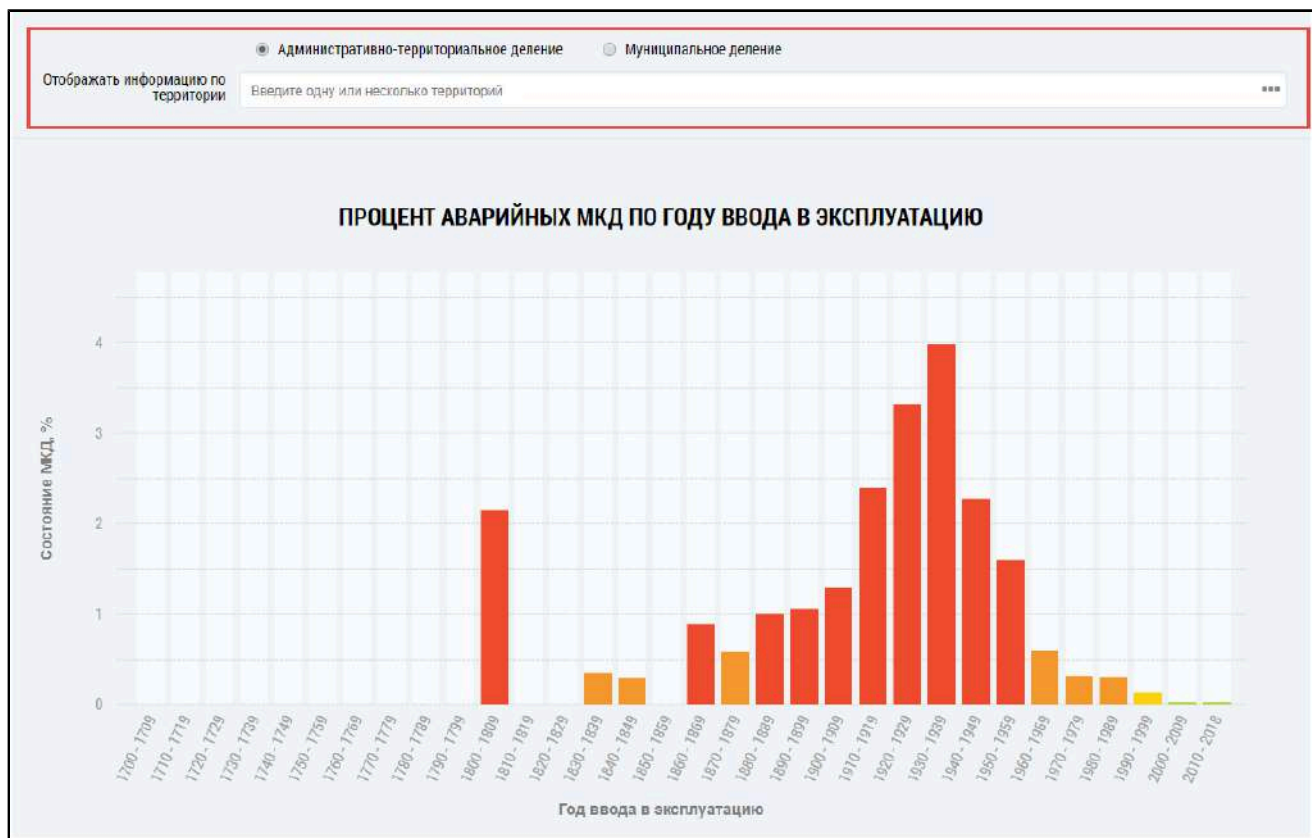 Административно-территориальное деление
Муниципальное деление
Отображать информацию по
территории
Введите одну или несколько территорий
ПРОЦЕНТ АВАРИЙНЫХ МКД ПО ГОДУ ВВОДА В ЭКСПЛУАТАЦИЮ
Состояние МКД, %
4
3
2
1
0
1700 - 1709
1710 - 1719
1720 - 1729
1730 - 1739
1740 - 1749
1750 - 1759
1760 - 1769
1770 - 1779
1780 - 1789
1790 - 1799
1800 - 1809
1810 - 1819
1820 - 1829
1830 - 1839
1840 - 1849
1850 - 1859
1860 - 1869
1870 - 1879
1880 - 1889
1890 - 1899
1900 - 1909
1910 - 1919
1920 - 1929
1930 - 1939
1940 - 1949
1950 - 1959
1960 - 1969
1970 - 1979
1980 - 1989
1990 - 1999
2000 - 2009
2010 - 2018
Год ввода в эксплуатацию